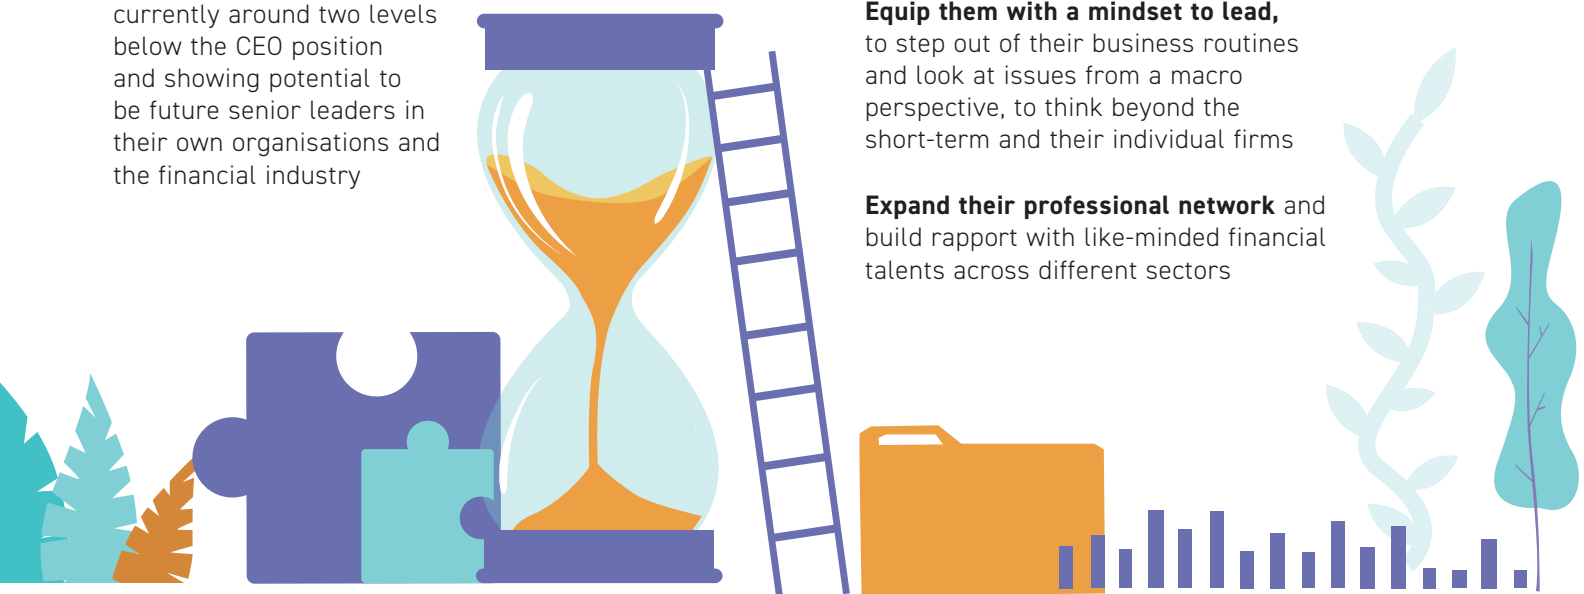 currently around two levels
below the CEO position
and showing potential to
be future senior leaders in
their own organisations and
the financial industry
Equip them with a mindset to lead,
to step out of their business routines
and look at issues from a macro
perspective, to think beyond the
short-term and their individual firms
Expand their professional network and
build rapport with like-minded financial
talents across different sectors